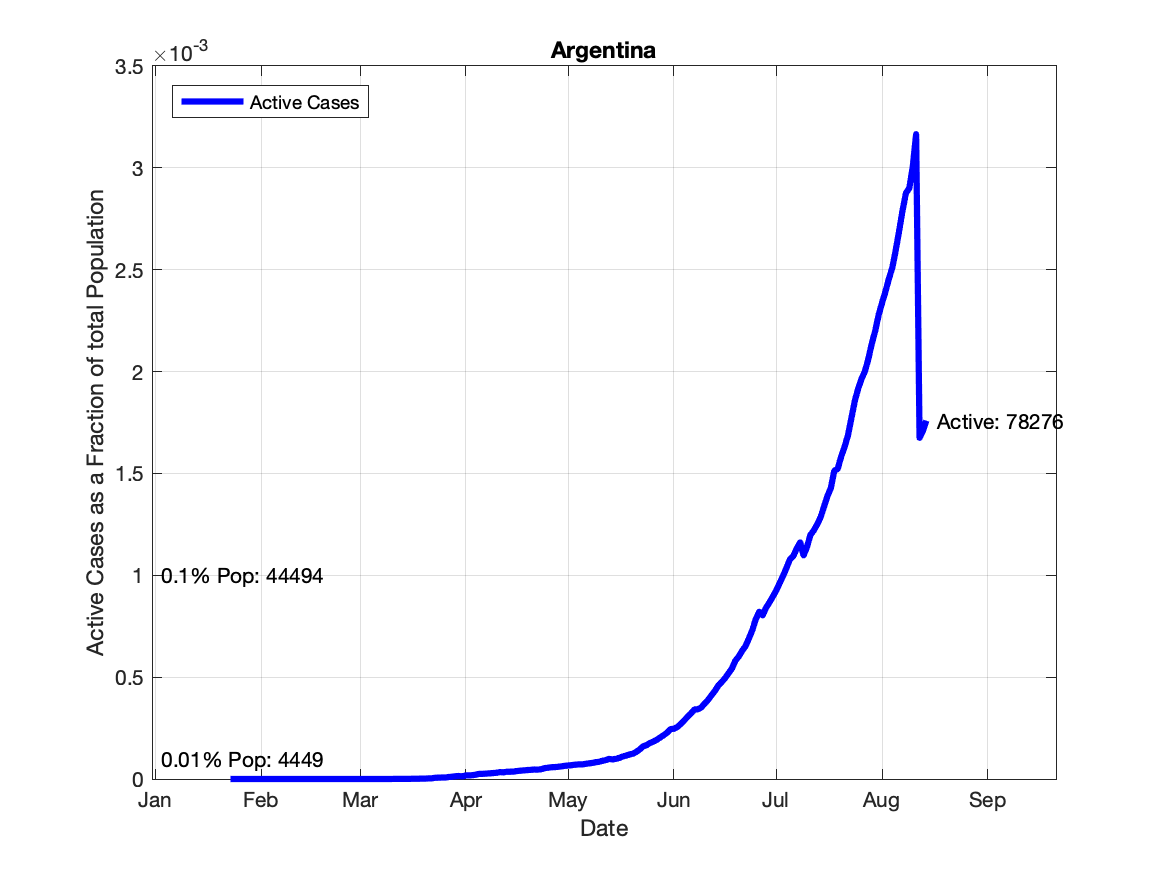 Argentina
×10-3
3.5
3
2.5
2
1.5
1
0.5
0
Active Cases as a Fraction of total Population
Active Cases
Active: 78276
0.1% Pop: 44494
0.01% Pop: 4449
Jan Feb Mar Apr May Jun Jul Aug Sep
Date